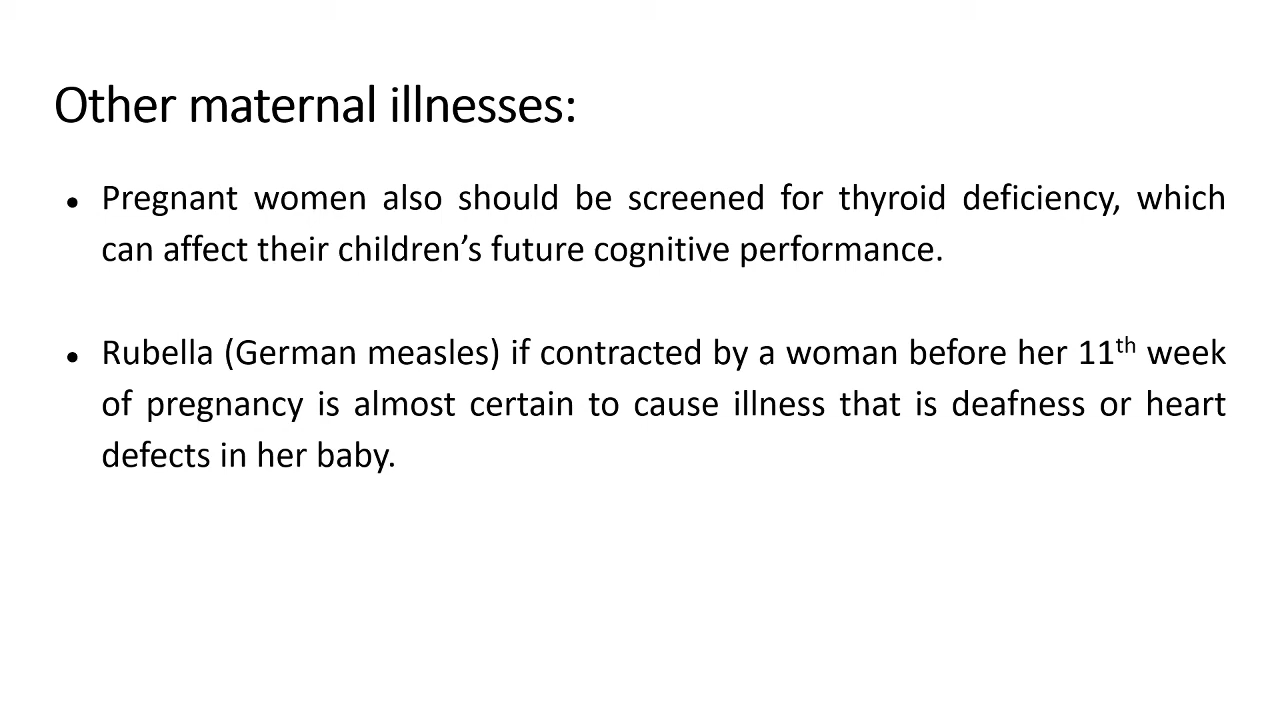 Other maternal illnesses:
• Pregnant women also should be screened for thyroid deficiency, which
can affect their children’s future cognitive performance.
• Rubella (German measles) if contracted by a woman before her 11th week
of pregnancy is almost certain to cause illness that is deafness or heart
defects in her baby.